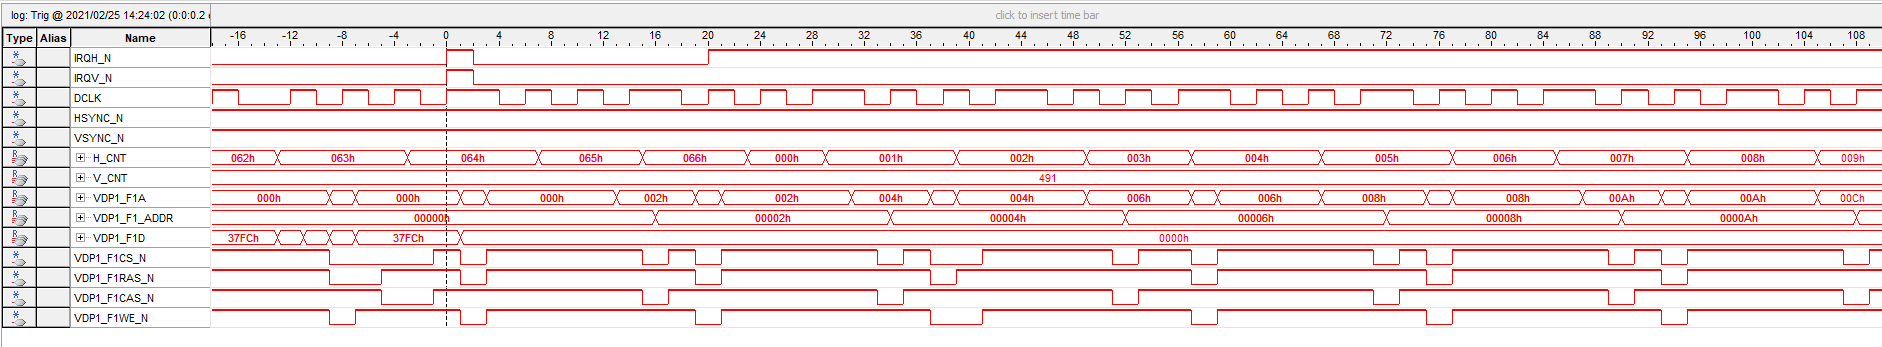 log: Trig @ 2021/02/25 14:24:02 (0:0:0.2 click to insert time bar
Type Alias Name -16 -12 -8 -4 0 4 8 12 16 20 24 28 32 36 40 44 48 52 56 60 64 68 72 76 80 84 88 92 96 100 104 108
IRQH_N
IRQV_N
DCLK
HSYNC_N
VSYNC_N
H_CNT 062h 063h 064h 065h 066h 000h 001h 002h 003h 004h 005h 006h 007h 008h 009h
V_CNT 491
VDP1_F1A 000h 000h 000h 002h 002h 004h 004h 006h 006h 008h 008h 00Ah 00Ah 00Ch
VDP1_F1_ADDR 00000h 00002h 00004h 00006h 00008h 0000Ah
VDP1_F1D 37FCh 37FCh 0000h
VDP1_F1CS_N
VDP1_F1RAS_N
VDP1_F1CAS_N
VDP1_F1WE_N